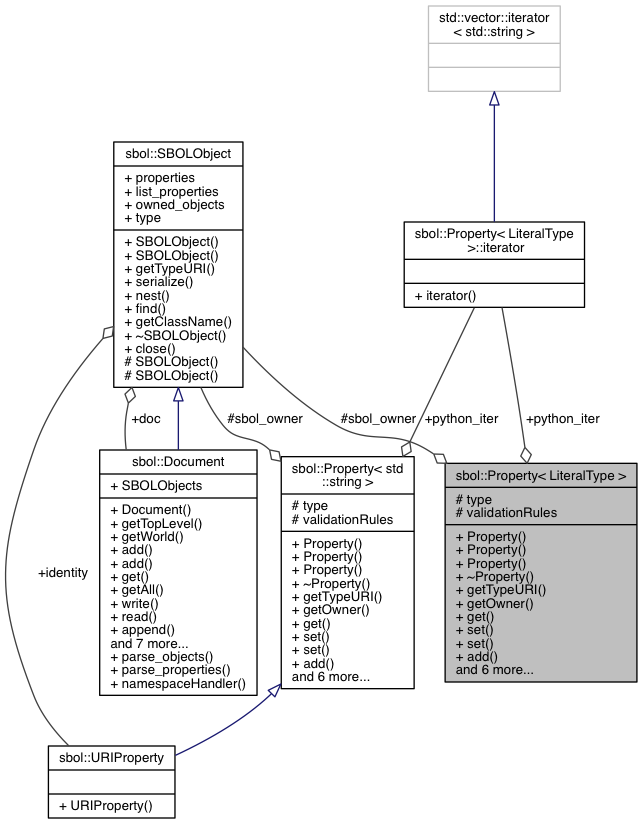 std::vector::iterator
< std::string >
sbol::SBOLObject
+ properties
+ list_properties
+ owned_objects
+ type
+ SBOLObject()
+ SBOLObject()
+ getTypeURI()
+ serialize()
+ nest()
+ find()
+ getClassName()
+ ~SBOLObject()
+ close()
# SBOLObject()
# SBOLObject()
sbol::Property< LiteralType
>::iterator
+ iterator()
+doc
#sbol_owner
#sbol_owner
+python_iter
+python_iter
sbol::Document
+ SBOLObjects
+ Document()
+ getTopLevel()
+ getWorld()
+ add()
+ add()
+ get()
+ getAll()
+ write()
+ read()
+ append()
and 7 more...
+ parse_objects()
+ parse_properties()
+ namespaceHandler()
sbol::Property< std
::string >
# type
# validationRules
+ Property()
+ Property()
+ Property()
+ ~Property()
+ getTypeURI()
+ getOwner()
+ get()
+ set()
+ set()
+ add()
and 6 more...
sbol::Property< LiteralType >
# type
# validationRules
+ Property()
+ Property()
+ Property()
+ ~Property()
+ getTypeURI()
+ getOwner()
+ get()
+ set()
+ set()
+ add()
and 6 more...
+identity
sbol::URIProperty
+ URIProperty()